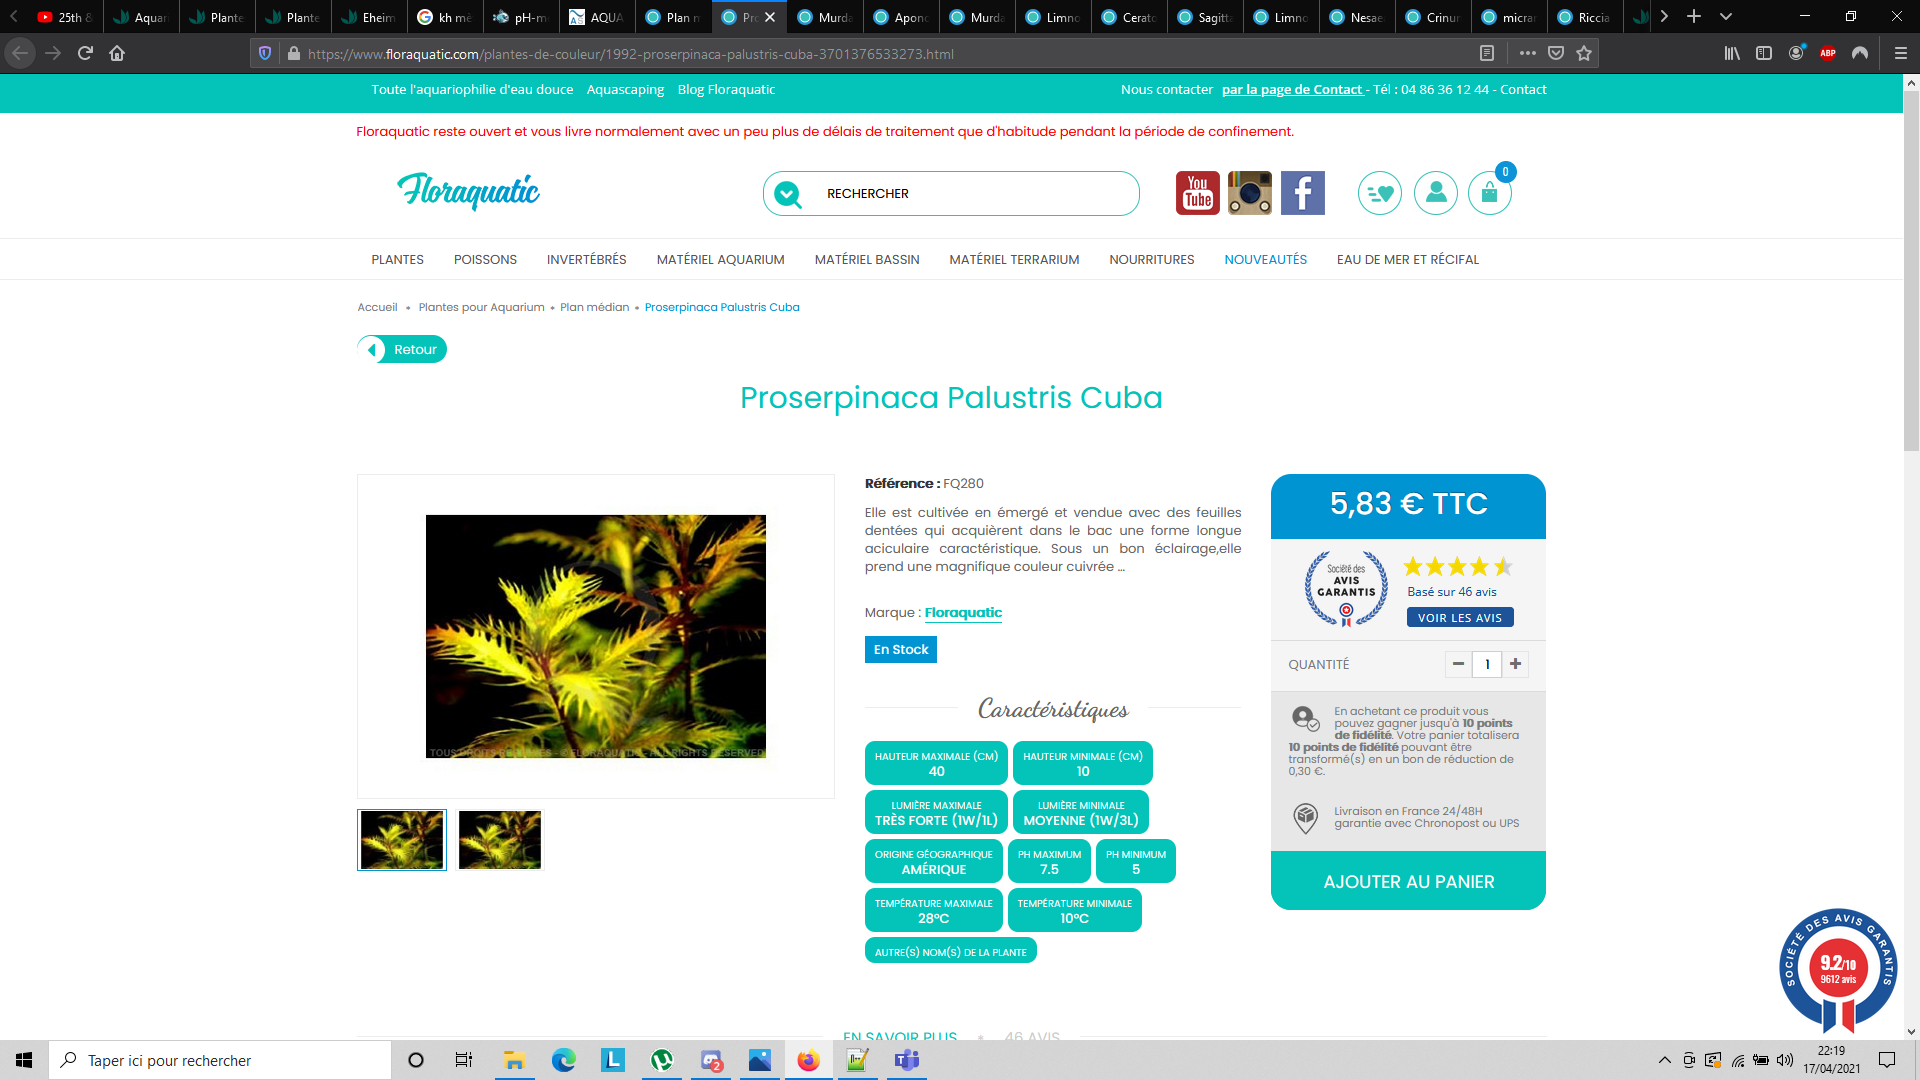 25th &
Aquar
Plante
Plante
Eheim
kh mè
pH-m
AQUA
Plan m
Pro
Murda
Apono
Murda
Limno
Cerato
Sagitta
Limno
Nesae
Crinur
micran
Riccia
https://www.floraquatic.com/plantes-de-couleur/1992-proserpinaca-palustris-cuba-3701376533273.html
ABP
Toute l'aquariophilie d'eau douce Aquascaping Blog Floraquatic
Nous contacter par la page de Contact - Tél : 04 86 36 12 44 - Contact
Floraquatic reste ouvert et vous livre normalement avec un peu plus de délais de traitement que d'habitude pendant la période de confinement.
Floraquatic
RECHERCHER
You
Tube
f
0
PLANTES POISSONS INVERTÉBRÉS MATÉRIEL AQUARIUM MATÉRIEL BASSIN MATÉRIEL TERRARIUM NOURRITURES NOUVEAUTÉS EAU DE MER ET RÉCIFAL
Accueil • Plantes pour Aquarium • Plan médian • Proserpinaca Palustris Cuba
Retour
Proserpinaca Palustris Cuba
TOUS DROITS RESERVES - © FLORAQUATIC - ALL RIGHTS RESERVED
Référence : FQ280
Elle est cultivée en émergé et vendue avec des feuilles
dentées qui acquièrent dans le bac une forme longue
aciculaire caractéristique. Sous un bon éclairage,elle
prend une magnifique couleur cuivrée ...
Marque : Floraquatic
En Stock
Caractéristiques
HAUTEUR MAXIMALE (CM)
40
HAUTEUR MINIMALE (CM)
10
LUMIÈRE MAXIMALE
TRÈS FORTE (1W/1L)
LUMIÈRE MINIMALE
MOYENNE (1W/3L)
ORIGINE GÉOGRAPHIQUE
AMÉRIQUE
PH MAXIMUM
7.5
PH MINIMUM
5
TEMPÉRATURE MAXIMALE
28°C
TEMPÉRATURE MINIMALE
10°C
AUTRE(S) NOM(S) DE LA PLANTE
5,83 € TTC
Société des
AVIS
GARANTIS
Basé sur 46 avis
VOIR LES AVIS
QUANTITÉ
1
En achetant ce produit vous
pouvez gagner jusqu'à 10 points
de fidélité. Votre panier totalisera
10 points de fidélité pouvant être
transformé(s) en un bon de réduction de
0,30 €.
Livraison en France 24/48H
garantie avec Chronopost ou UPS
AJOUTER AU PANIER
SOCIÉTÉ DES AVIS GARANTIS
9.2/10
9612 avis
EN SAVOIR PLUS • 46 AVIS
Taper ici pour rechercher
L
2
22:19
17/04/2021